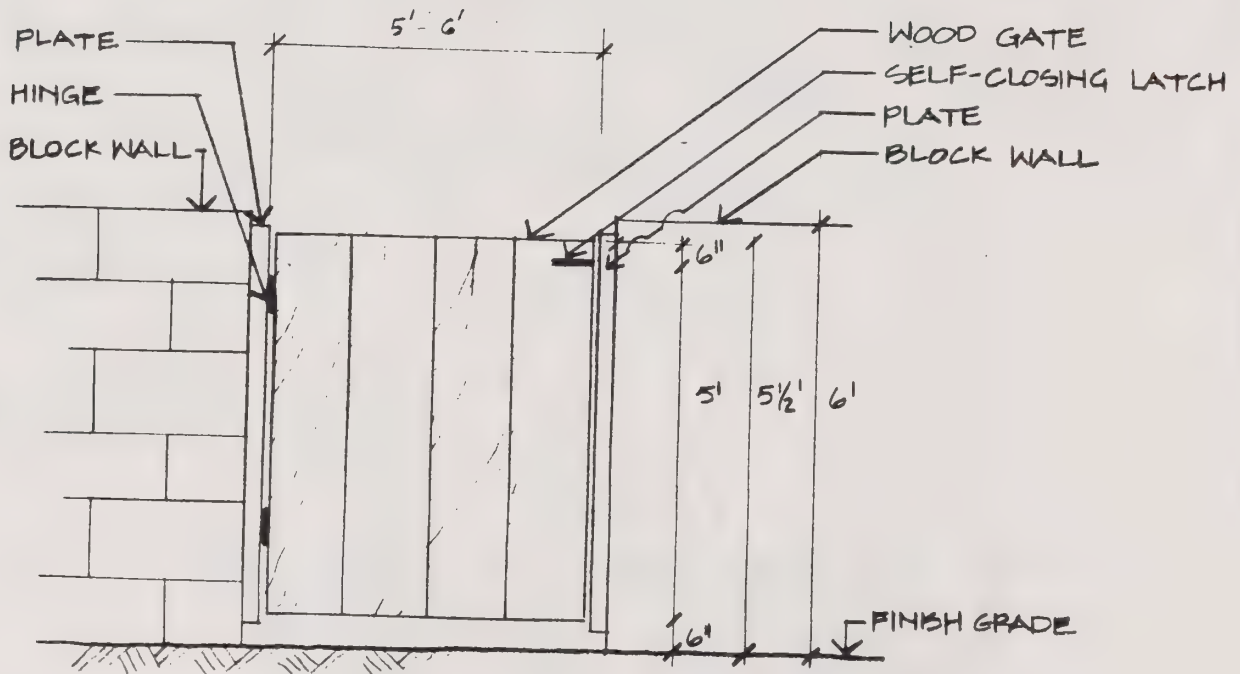 5'- 6'
PLATE
HINGE
BLOCK WALL
WOOD GATE
SELF-CLOSING LATCH
PLATE
BLOCK WALL
6"
5'
5½'
6'
6"
FINISH GRADE